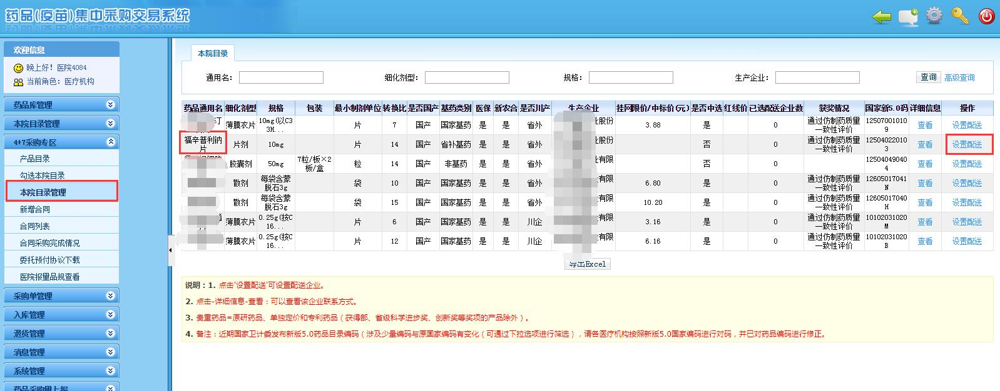 药品(疫苗)集中采购交易系统
欢迎信息
晚上好！医院4084
当前角色：医疗机构
药品库管理
本院目录管理
4+7采购专区
产品目录
勾选本院目录
本院目录管理
新增合同
合同列表
合同采购完成情况
委托预付协议下载
医院报量品规查看
采购单管理
入库管理
退货管理
消息管理
系统管理
药品采购量上报
本院目录
通用名： 细化剂型： 规格： 生产企业： 查询 高级查询
药品通用名 细化剂型 规格 包装 最小制剂单位 转换比 是否国产 基药类别 医保 新农合 是否川产 生产企业 挂网限价/中标价(元) 是否中选 红线价 已选配送企业数 获奖情况 国家新5.0码 详细信息 操作
汀 薄膜衣片 10mg(以C33H... 片 7 国产 国家基药 是 是 省外 业股份 3.88 是 0 通过仿制药质量一致性评价 125070010109 查看 设置配送
福辛普利钠片 片剂 10mg 片 14 国产 省补基药 是 是 省外 业股份 否 0 通过仿制药质量一致性评价 125040220103 查看 设置配送
胶囊剂 50mg 7粒/板×2板/盒 粒 14 国产 非基药 是 是 省外 业有限 否 0 125040490404 查看 设置配送
散剂 每袋含蒙脱石3g 袋 10 国产 国家基药 是 是 省外 有限 6.80 是 0 通过仿制药质量一致性评价 12605017041N 查看 设置配送
散剂 每袋含蒙脱石3g 袋 15 国产 国家基药 是 是 省外 有限 10.20 是 0 通过仿制药质量一致性评价 12605017040H 查看 设置配送
薄膜衣片 0.25g(按C16... 片 6 国产 国家基药 是 是 川企 有限 3.16 是 0 通过仿制药质量一致性评价 10102031020M 查看 设置配送
薄膜衣片 0.25g(按C16... 片 12 国产 国家基药 是 是 川企 有限 6.16 是 0 通过仿制药质量一致性评价 10102031020B 查看 设置配送
导出Excel
说明：1. 点击'设置配送'可设置配送企业。
2. 点击-详细信息-查看：可以查看该企业联系方式。
3. 贵重药品=原研药品、单独定价和专利药品（获得部、省级科学进步奖、创新奖等奖项的产品除外）。
4. 备注：近期国家卫计委发布新版5.0药品目录编码（涉及少量编码与原国家编码有变化（可通过下拉选项进行筛选），请各医疗机构按照新版5.0国家编码进行对码，并已对药品编码进行修正。